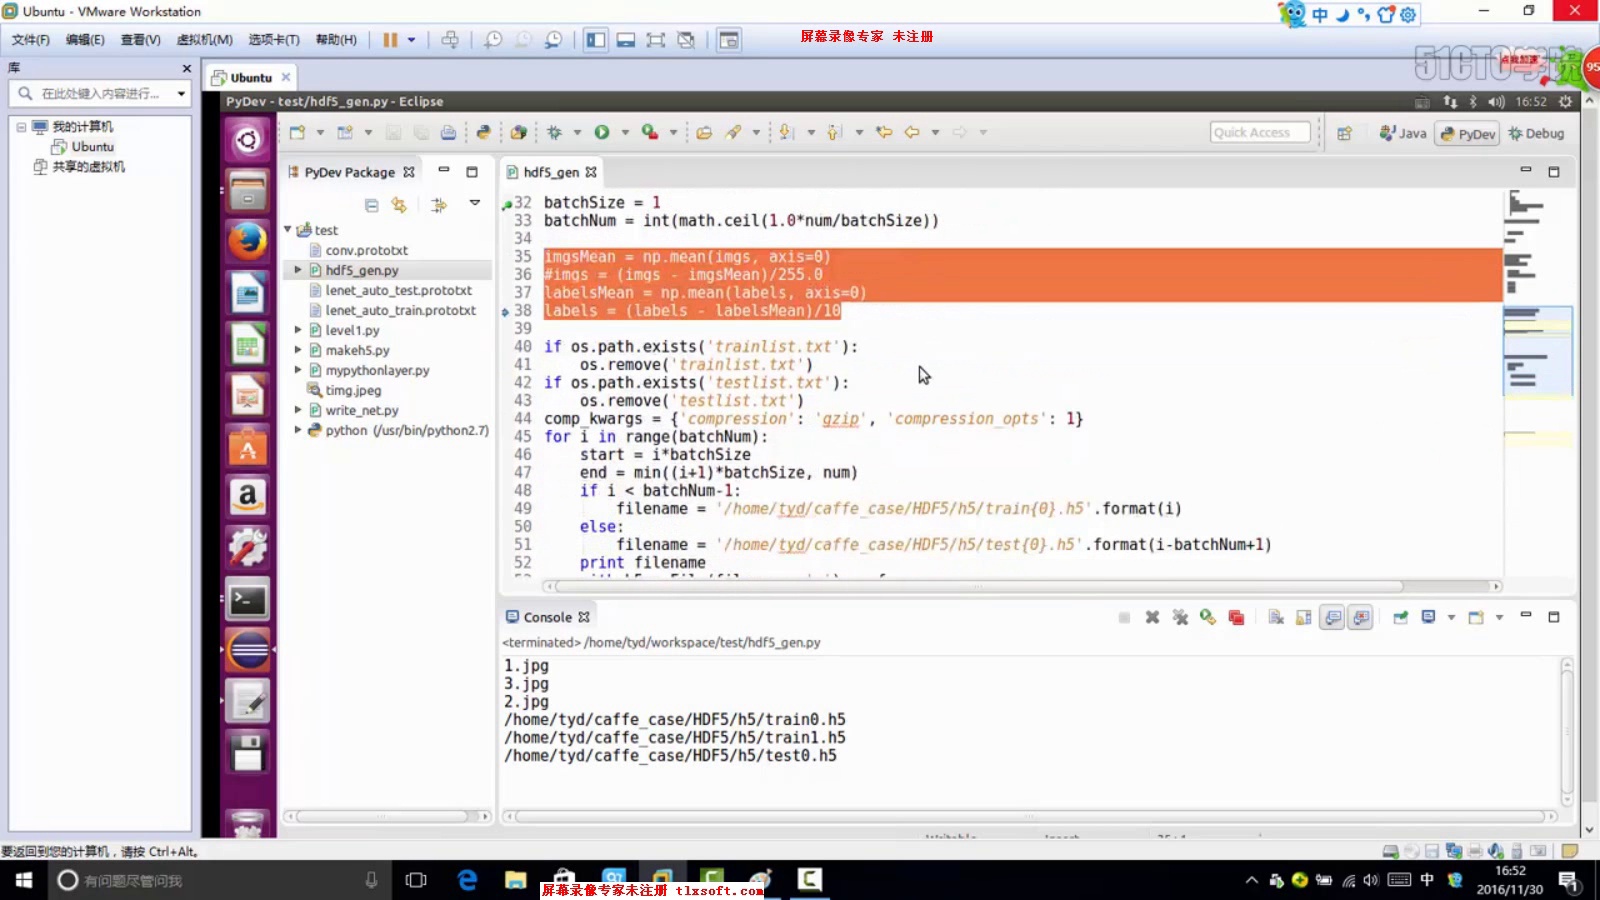 Ubuntu - VMware Workstation
中
文件(F) 编辑(E) 查看(V) 虚拟机(M) 选项卡(T) 帮助(H)
屏幕录像专家 未注册
51CTO学院
点我加速
95
库
在此处键入内容进行...
我的计算机
Ubuntu
共享的虚拟机
Ubuntu
PyDev - test/hdf5_gen.py - Eclipse
16:52
Quick Access
Java
PyDev
Debug
PyDev Package
test
conv.prototxt
hdf5_gen.py
lenet_auto_test.prototxt
lenet_auto_train.prototxt
level1.py
makeh5.py
mypythonlayer.py
timg.jpeg
write_net.py
python (/usr/bin/python2.7)
hdf5_gen
32 batchSize = 1
33 batchNum = int(math.ceil(1.0*num/batchSize))
34
35 imgsMean = np.mean(imgs, axis=0)
36 #imgs = (imgs - imgsMean)/255.0
37 labelsMean = np.mean(labels, axis=0)
38 labels = (labels - labelsMean)/10
39
40 if os.path.exists('trainlist.txt'):
41 os.remove('trainlist.txt')
42 if os.path.exists('testlist.txt'):
43 os.remove('testlist.txt')
44 comp_kwargs = {'compression': 'gzip', 'compression_opts': 1}
45 for i in range(batchNum):
46 start = i*batchSize
47 end = min((i+1)*batchSize, num)
48 if i < batchNum-1:
49 filename = '/home/tyd/caffe_case/HDF5/h5/train{0}.h5'.format(i)
50 else:
51 filename = '/home/tyd/caffe_case/HDF5/h5/test{0}.h5'.format(i-batchNum+1)
52 print filename
Console
<terminated> /home/tyd/workspace/test/hdf5_gen.py
1.jpg
3.jpg
2.jpg
/home/tyd/caffe_case/HDF5/h5/train0.h5
/home/tyd/caffe_case/HDF5/h5/train1.h5
/home/tyd/caffe_case/HDF5/h5/test0.h5
要返回到您的计算机，请按 Ctrl+Alt。
有问题尽管问我
屏幕录像专家未注册 tlxsoft.com
中
16:52
2016/11/30
1